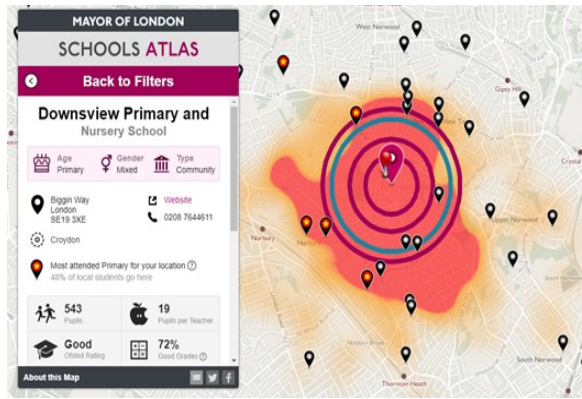 MAYOR OF LONDON
SCHOOLS ATLAS
Back to Filters
Downsview Primary and
Nursery School
Age
Primary
Gender
Mixed
Type
Community
Biggin Way
London
SE19 3XE
Website
0208 7644611
Croydon
Most attended Primary for your location
48% of local students go here
543
Pupils
19
Pupils per Teacher
Good
Ofsted Rating
72%
Good Grades
About this Map
West Norwood
Gipsy Hill
Crystal
Upper Norwood
Norbury
Norbury
South Norwood
Thornton Heath